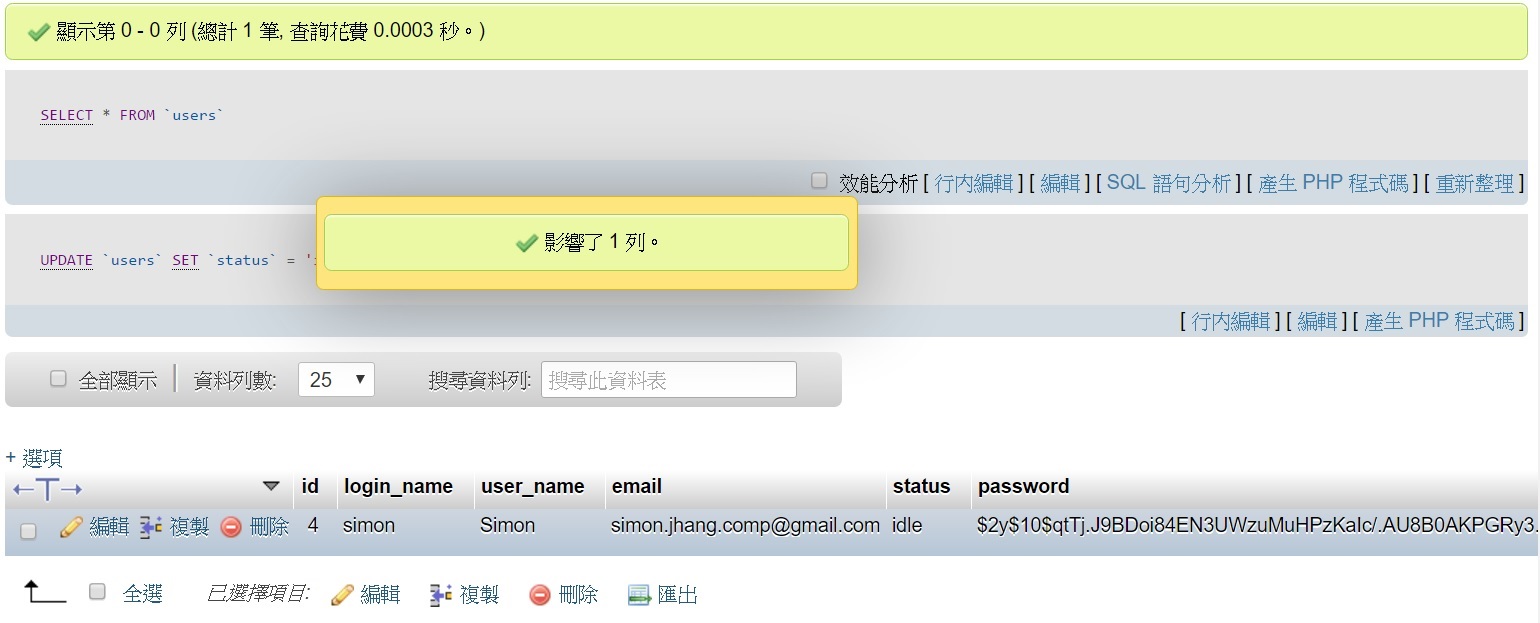 顯示第 0 - 0 列 (總計 1 筆, 查詢花費 0.0003 秒。)
SELECT * FROM `users`
效能分析 [ 行內編輯 ] [ 編輯 ] [ SQL 語句分析 ] [ 產生 PHP 程式碼 ] [ 重新整理 ]
影響了 1 列。
UPDATE `users` SET `status` = '
[ 行內編輯 ] [ 編輯 ] [ 產生 PHP 程式碼 ]
全部顯示 | 資料列數: 25 搜尋資料列: 搜尋此資料表
+ 選項
←T→ id login_name user_name email status password
編輯 複製 刪除 4 simon Simon simon.jhang.comp@gmail.com idle $2y$10$qtTj.J9BDoi84EN3UWzuMuHPzKaIc/.AU8B0AKPGRy3.
全選 已選擇項目: 編輯 複製 刪除 匯出